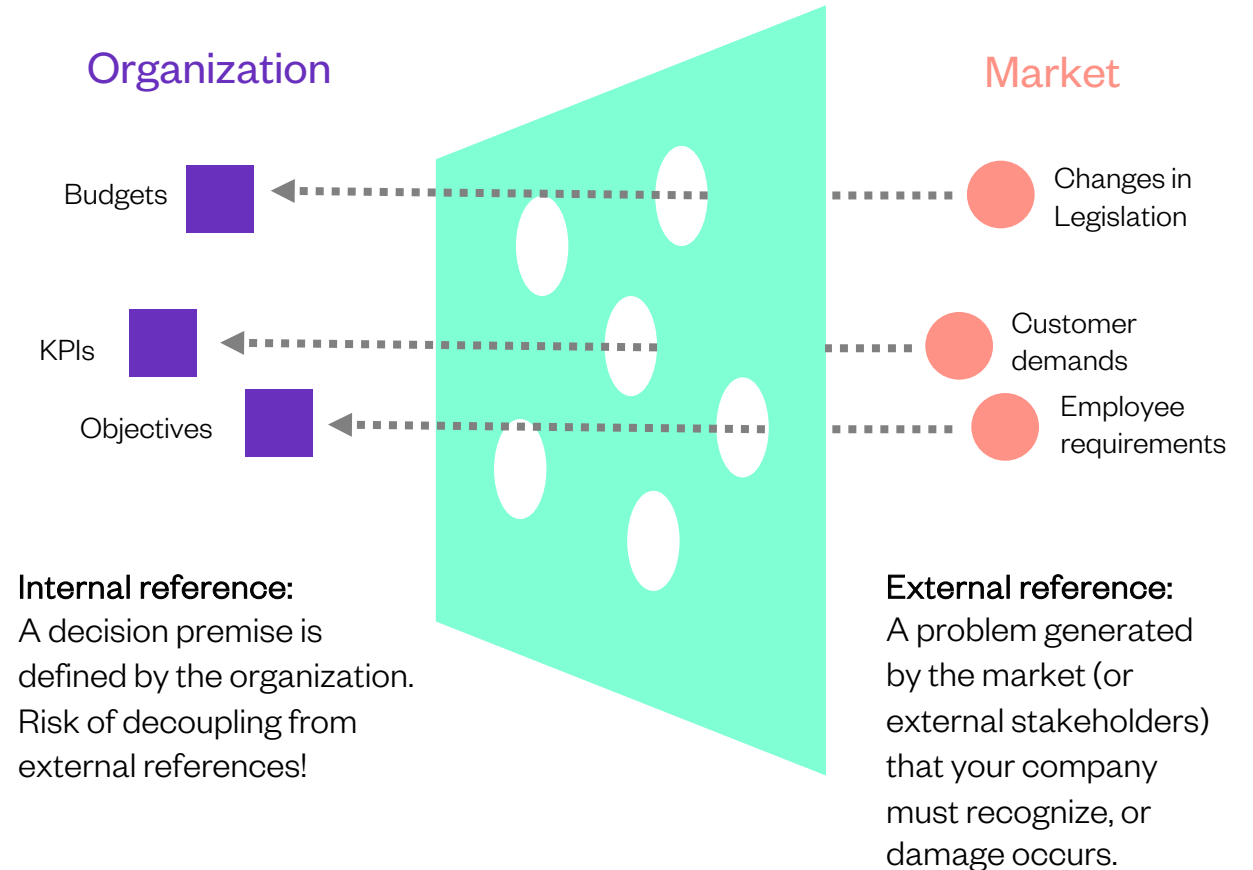 Organization
Market
Budgets
Changes in
Legislation
KPIs
Customer
demands
Objectives
Employee
requirements
Internal reference:
A decision premise is
defined by the organization.
Risk of decoupling from
external references!
External reference:
A problem generated
by the market (or
external stakeholders)
that your company
must recognize, or
damage occurs.